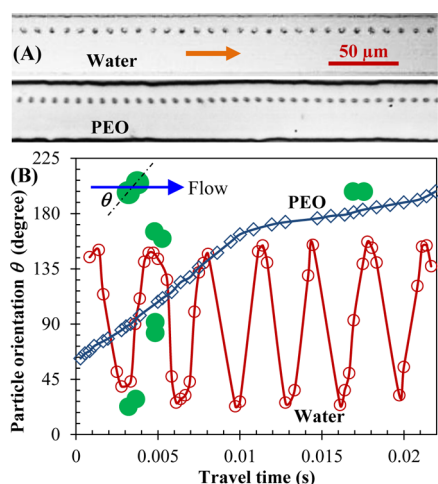 (A)
Water
50 µm
PEO
(B)
225
180
135
90
45
0
Particle orientation θ (degree)
θ
Flow
PEO
Water
0
0.005
0.01
0.015
0.02
Travel time (s)